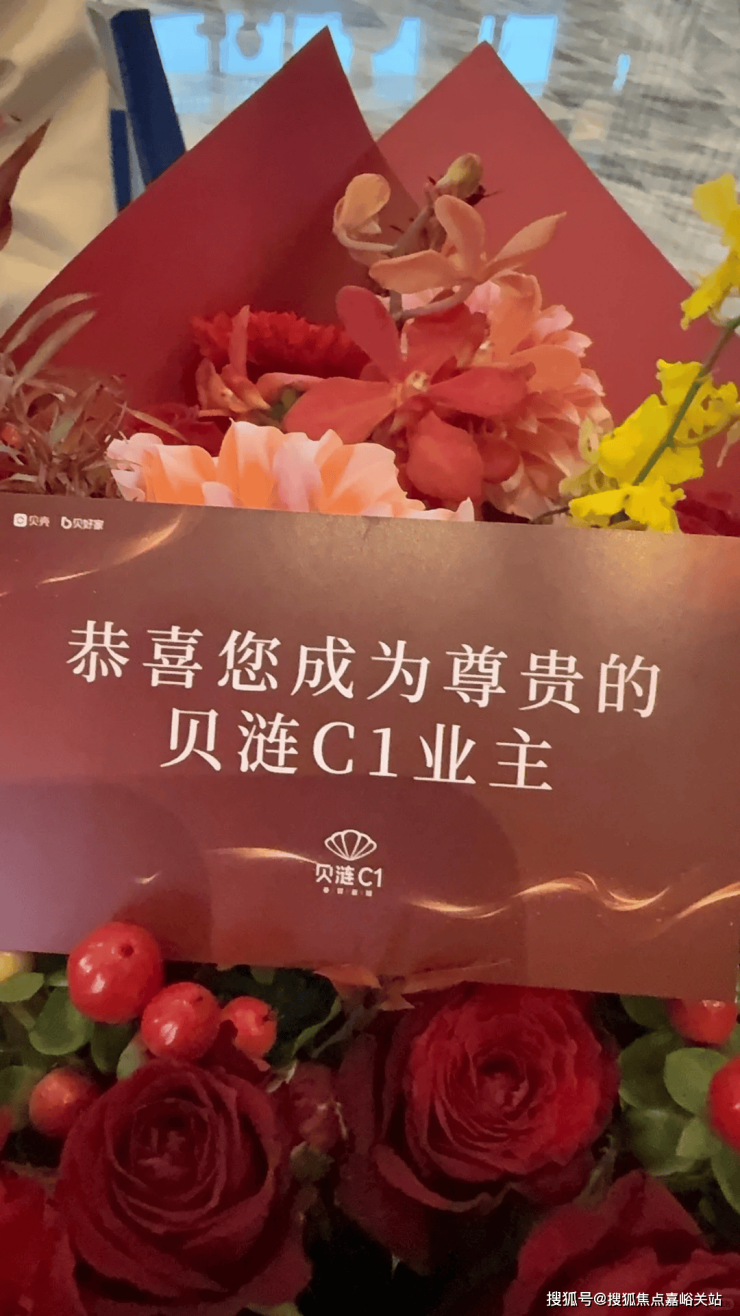 贝壳 贝好家
恭喜您成为尊贵的
贝涟C1业主
贝涟C1
搜狐号@搜狐焦点嘉峪关站